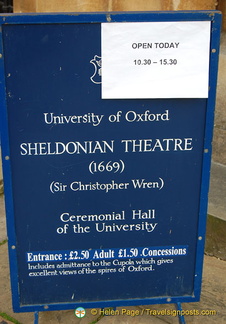 OPEN TODAY
10.30 – 15.30
University of Oxford
SHELDONIAN THEATRE
(1669)
(Sir Christopher Wren)
Ceremonial Hall
of the University
Entrance : £2.50 Adult £1.50 .Concessions
Includes admittance to the Cupola which gives
excellent views of the spires of Oxford.
© Helen Page / Travelsignposts.com